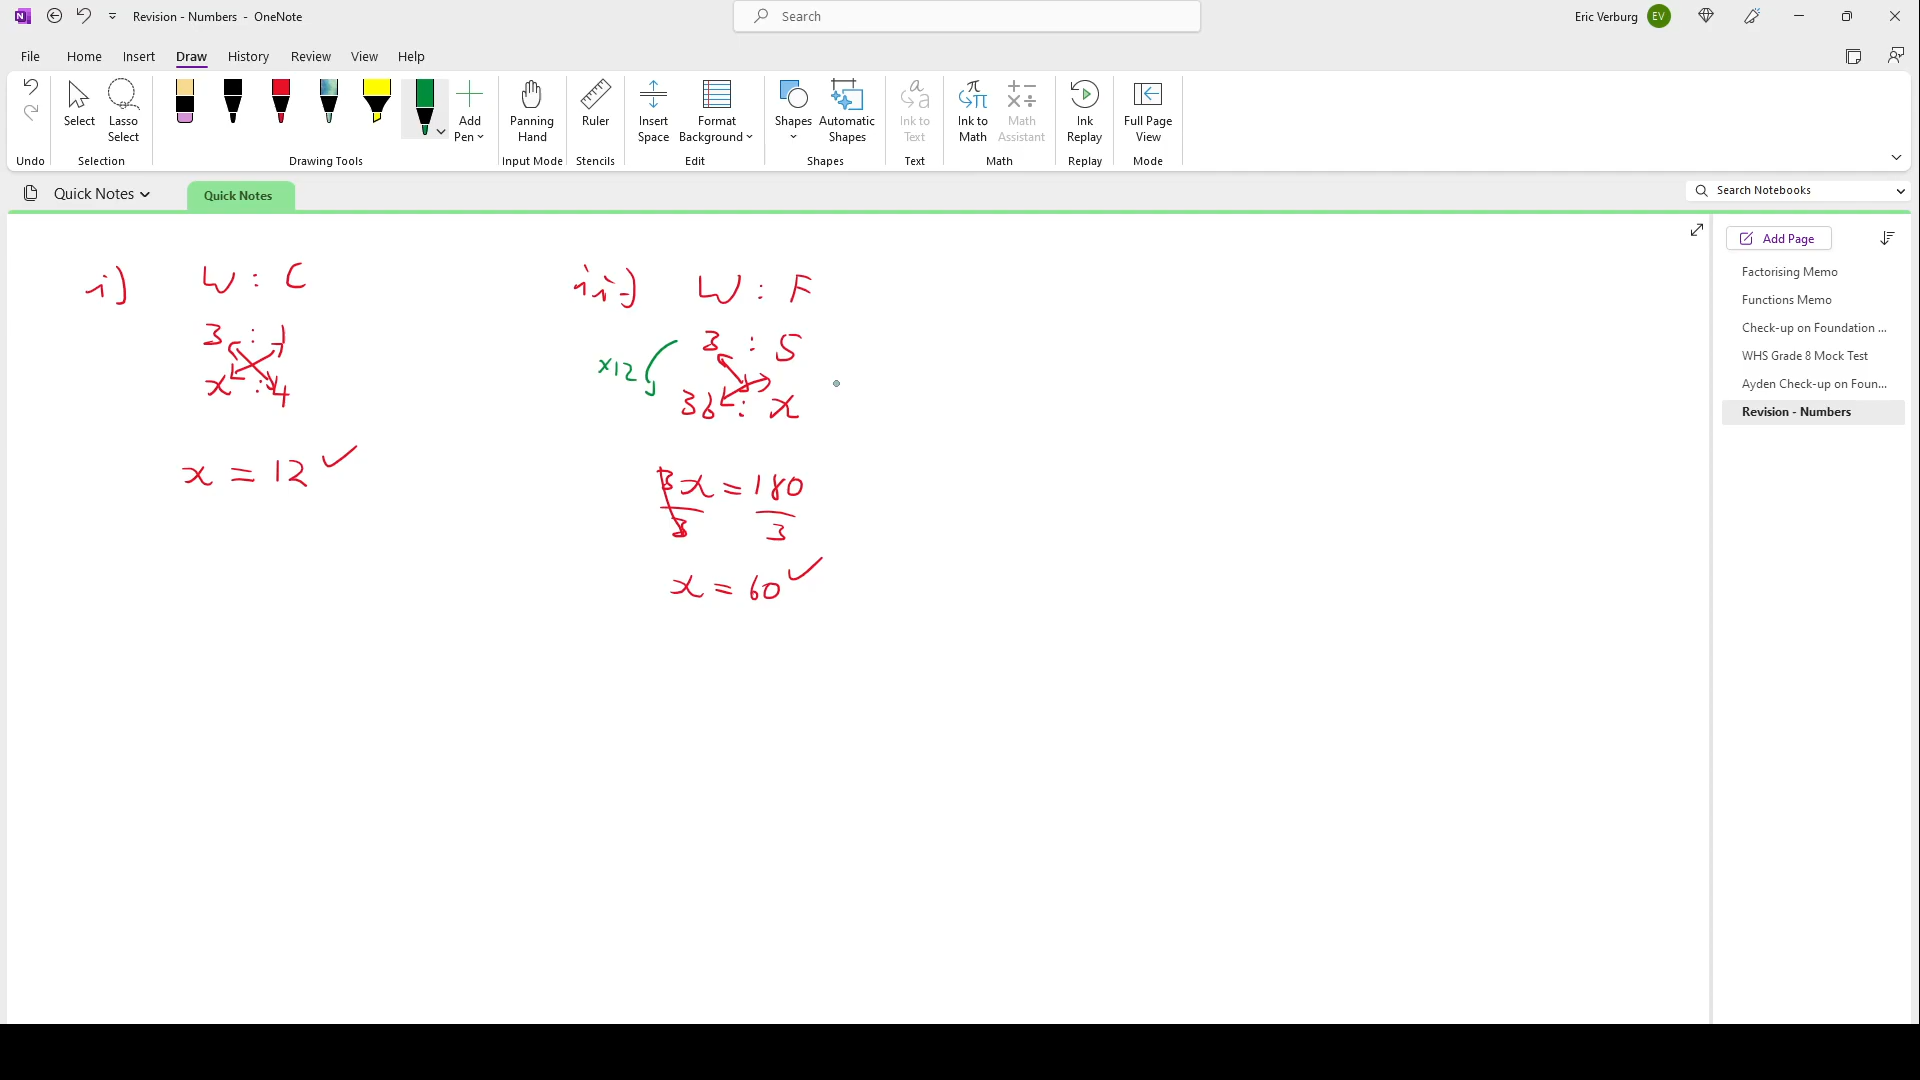 Revision - Numbers - OneNote
Search
Eric Verburg
EV
File Home Insert Draw History Review View Help
Select
Lasso Select
Add Pen
Panning Hand
Ruler
Insert Space
Format Background
Shapes
Automatic Shapes
Ink to Text
Ink to Math
Math Assistant
Ink Replay
Full Page View
Undo Selection Drawing Tools Input Mode Stencils Edit Shapes Text Math Replay Mode
Quick Notes
Quick Notes
Search Notebooks
Add Page
Factorising Memo
Functions Memo
Check-up on Foundation ...
WHS Grade 8 Mock Test
Ayden Check-up on Foun...
Revision - Numbers
i) W : C
3 : 1
x : 4
x = 12 ✓
ii) W : F
3 : 5
×12
36 : x
3x = 180
3 3
x = 60 ✓